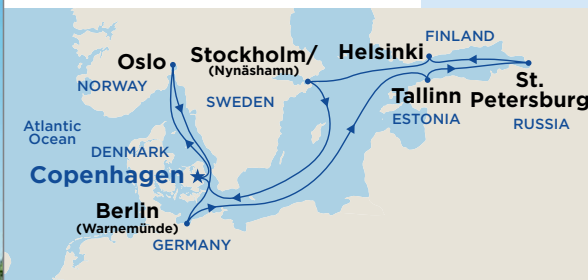 FINLAND
Oslo
Stockholm/
(Nynäshamn)
Helsinki
NORWAY
SWEDEN
Tallinn
St.
Petersburg
ESTONIA
RUSSIA
Atlantic
Ocean
DENMARK
Copenhagen
Berlin
(Warnemünde)
GERMANY